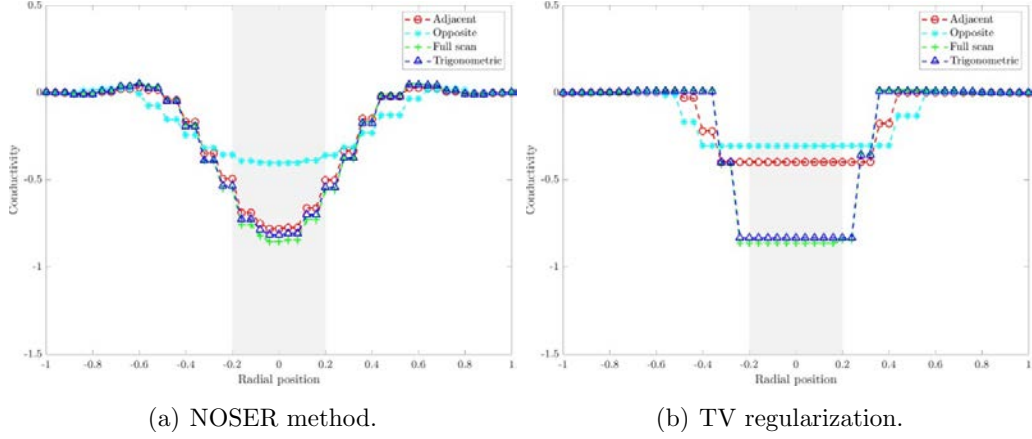 0.5
0
-0.5
-1
-1.5
Conductivity
-1 -0.8 -0.6 -0.4 -0.2 0 0.2 0.4 0.6 0.8 1
Radial position
Adjacent
Opposite
Full scan
Trigonometric
(a) NOSER method.
0.5
0
-0.5
-1
-1.5
Conductivity
-1 -0.8 -0.6 -0.4 -0.2 0 0.2 0.4 0.6 0.8 1
Radial position
Adjacent
Opposite
Full scan
Trigonometric
(b) TV regularization.